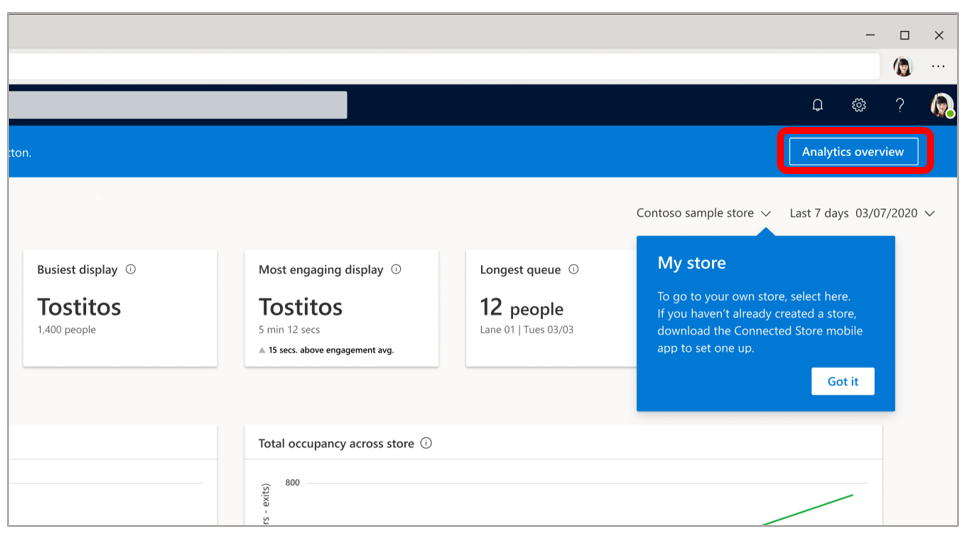 Analytics overview
Contoso sample store
Last 7 days 03/07/2020
Busiest display
Tostitos
1,400 people
Most engaging display
Tostitos
5 min 12 secs
15 secs. above engagement avg.
Longest queue
12 people
Lane 01 | Tues 03/03
My store
To go to your own store, select here.
If you haven't already created a store,
download the Connected Store mobile
app to set one up.
Got it
Total occupancy across store
800